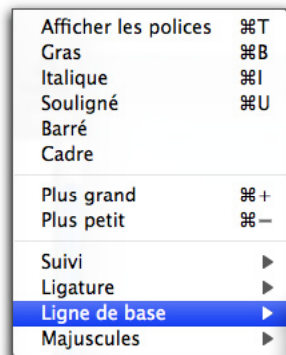 Afficher les polices ⌘T
Gras ⌘B
Italique ⌘I
Souligné ⌘U
Barré
Cadre
Plus grand ⌘+
Plus petit ⌘−
Suivi ▶
Ligature ▶
Ligne de base ▶
Majuscules ▶